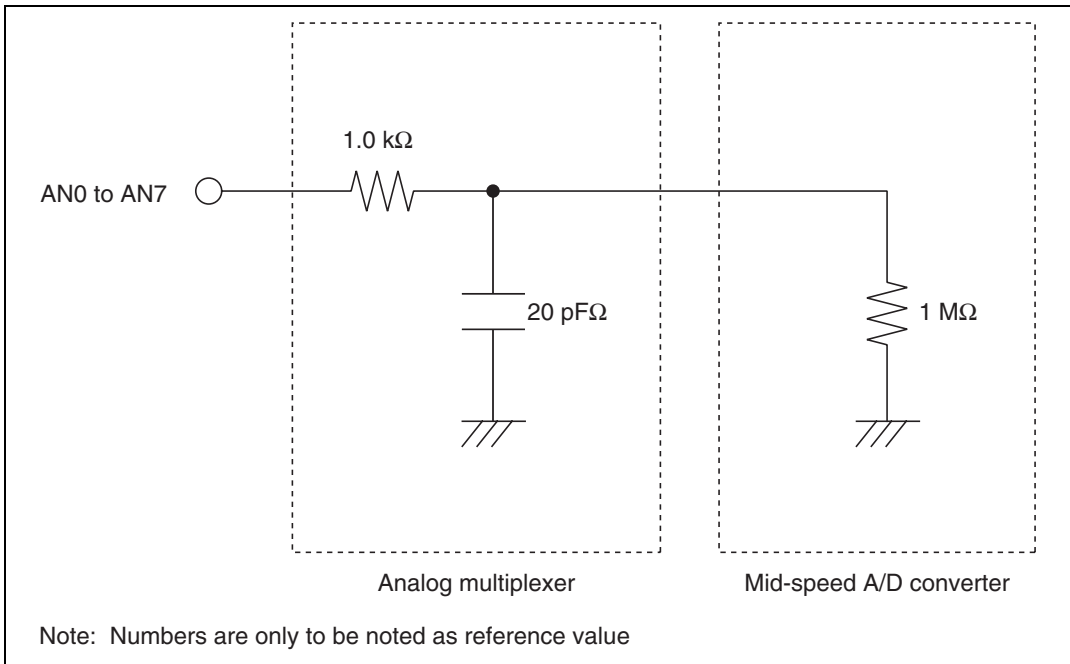 1.0 kΩ
AN0 to AN7
20 pFΩ
1 MΩ
Analog multiplexer
Mid-speed A/D converter
Note: Numbers are only to be noted as reference value